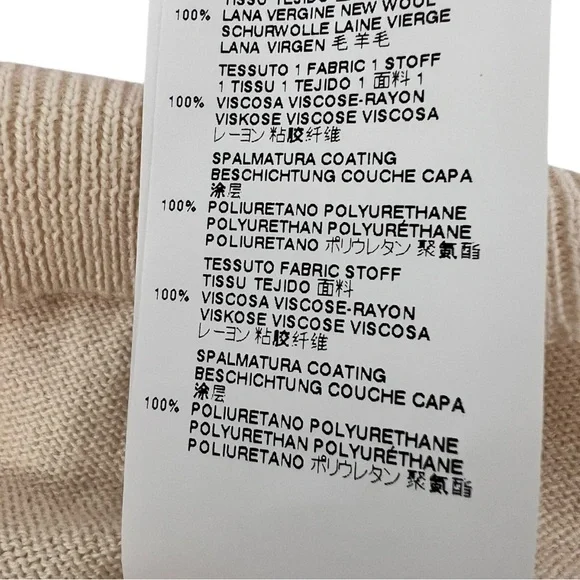 TISSU TEJIDO
100% LANA VERGINE NEW WOOL
SCHURWOLLE LAINE VIERGE
LANA VIRGEN 毛 羊毛
TESSUTO 1 FABRIC 1 STOFF
1 TISSU 1 TEJIDO 1 面料 1
100% VISCOSA VISCOSE-RAYON
VISKOSE VISCOSE VISCOSA
レーヨン 粘胶纤维
SPALMATURA COATING
BESCHICHTUNG COUCHE CAPA
涂层
100% POLIURETANO POLYURETHANE
POLYURETHAN POLYURÉTHANE
POLIURETANO ポリウレタン 聚氨酯
TESSUTO FABRIC STOFF
TISSU TEJIDO 面料
100% VISCOSA VISCOSE-RAYON
VISKOSE VISCOSE VISCOSA
レーヨン 粘胶纤维
SPALMATURA COATING
BESCHICHTUNG COUCHE CAPA
涂层
100% POLIURETANO POLYURETHANE
POLYURETHAN POLYURÉTHANE
POLIURETANO ポリウレタン 聚氨酯